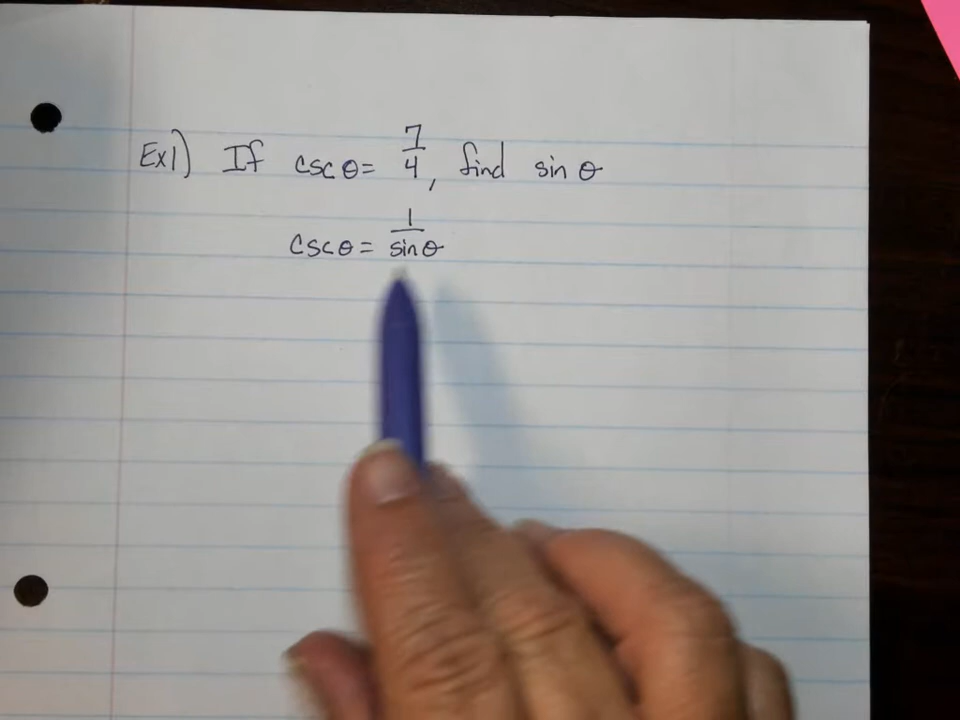 Ex1) If csc θ = 7/4, find sin θ
csc θ = 1/sin θ